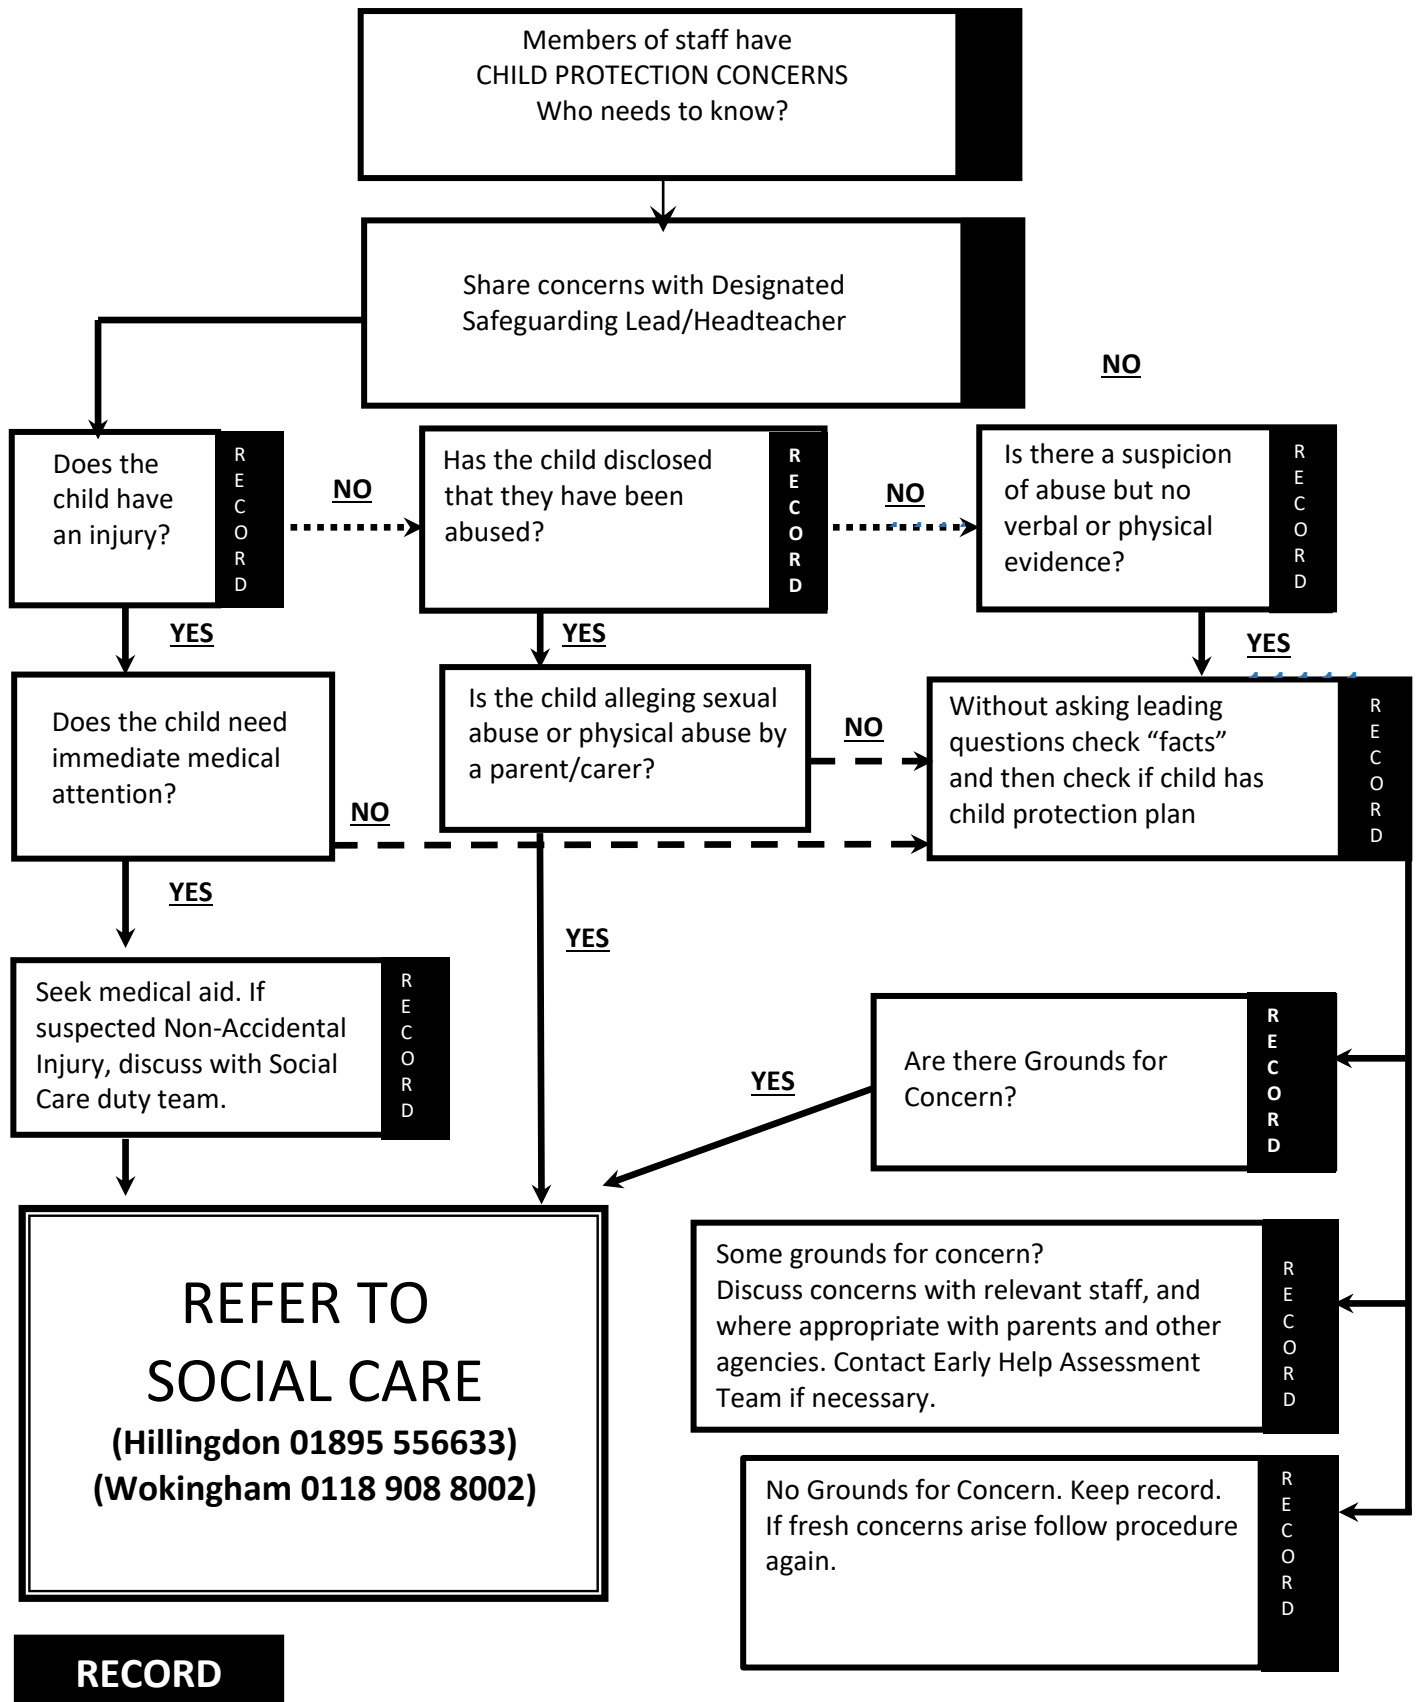 Members of staff have
CHILD PROTECTION CONCERNS
Who needs to know?
Share concerns with Designated
Safeguarding Lead/Headteacher
NO
Does the
child have
an injury?
R
E
C
O
R
D
NO
Has the child disclosed
that they have been
abused?
R
E
C
O
R
D
NO
Is there a suspicion
of abuse but no
verbal or physical
evidence?
R
E
C
O
R
D
YES
YES
YES
Does the child need
immediate medical
attention?
NO
Is the child alleging sexual
abuse or physical abuse by
a parent/carer?
NO
Without asking leading
questions check “facts”
and then check if child has
child protection plan
R
E
C
O
R
D
YES
YES
Seek medical aid. If
suspected Non-Accidental
Injury, discuss with Social
Care duty team.
R
E
C
O
R
D
YES
Are there Grounds for
Concern?
R
E
C
O
R
D
REFER TO
SOCIAL CARE
(Hillingdon 01895 556633)
(Wokingham 0118 908 8002)
Some grounds for concern?
Discuss concerns with relevant staff, and
where appropriate with parents and other
agencies. Contact Early Help Assessment
Team if necessary.
R
E
C
O
R
D
No Grounds for Concern. Keep record.
If fresh concerns arise follow procedure
again.
R
E
C
O
R
D
RECORD